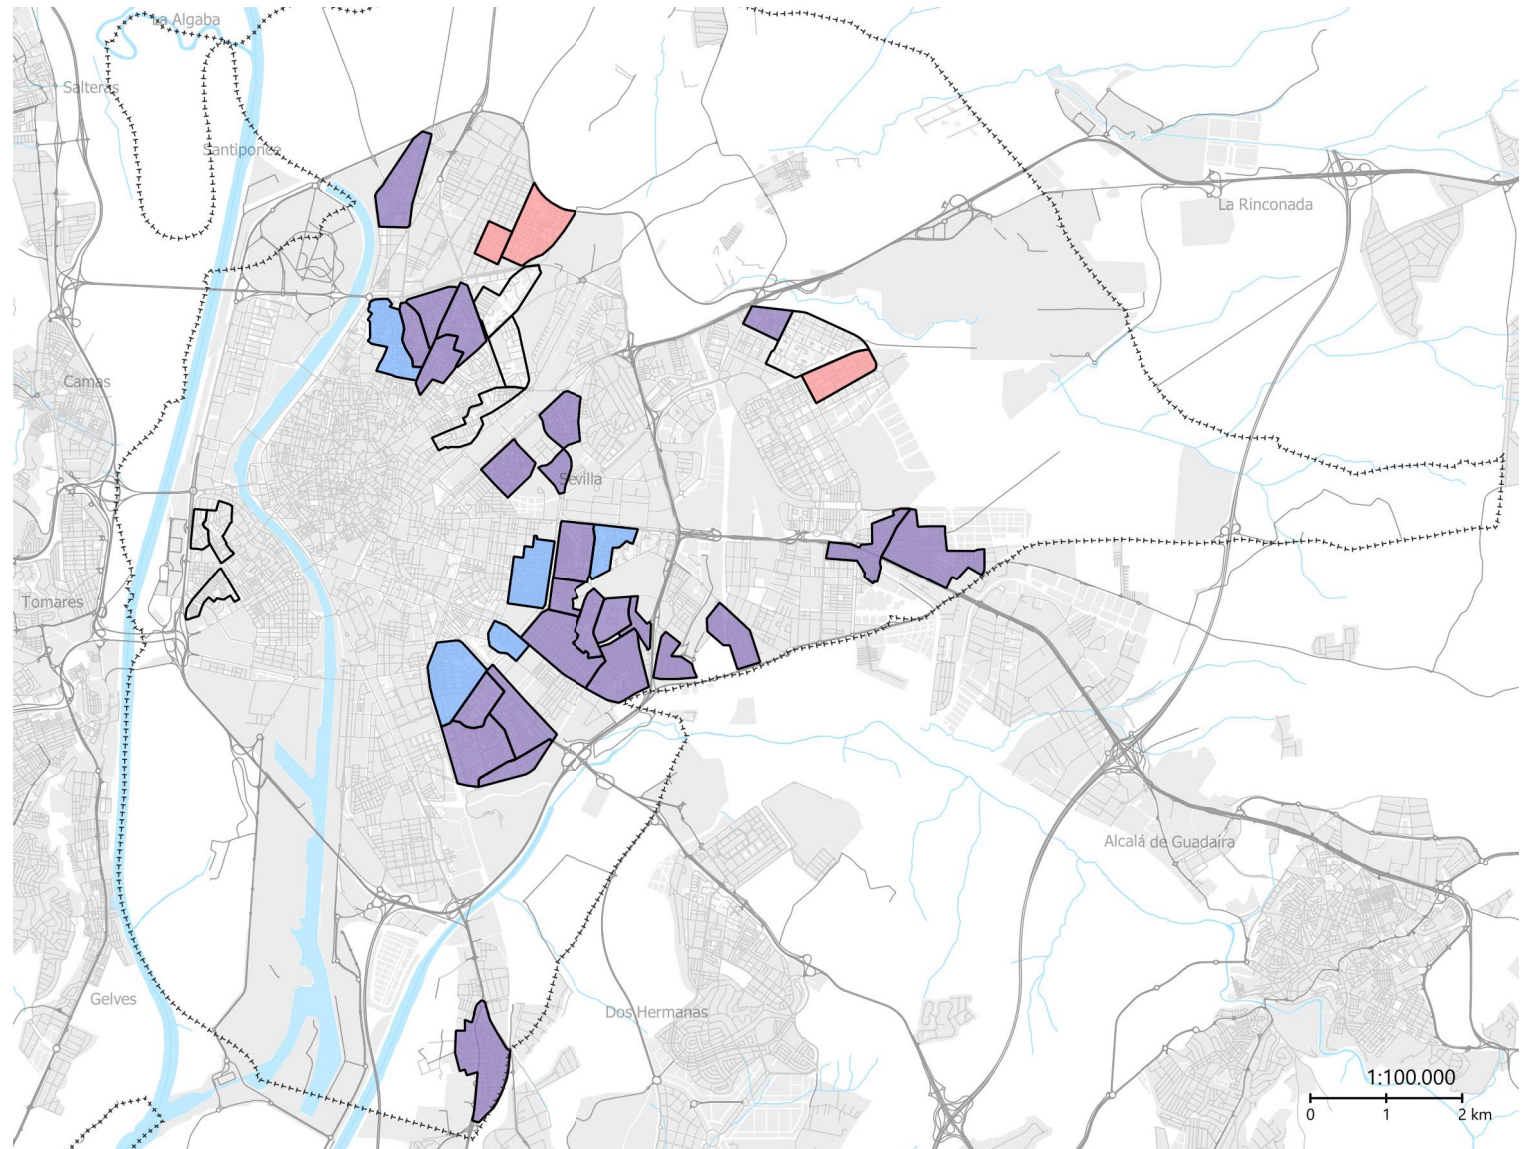 La Algaba
Salteras
Santiponce
La Rinconada
Camas
Sevilla
Tomares
Alcalá de Guadaíra
Gelves
Dos Hermanas
1:100.000
0 1 2 km